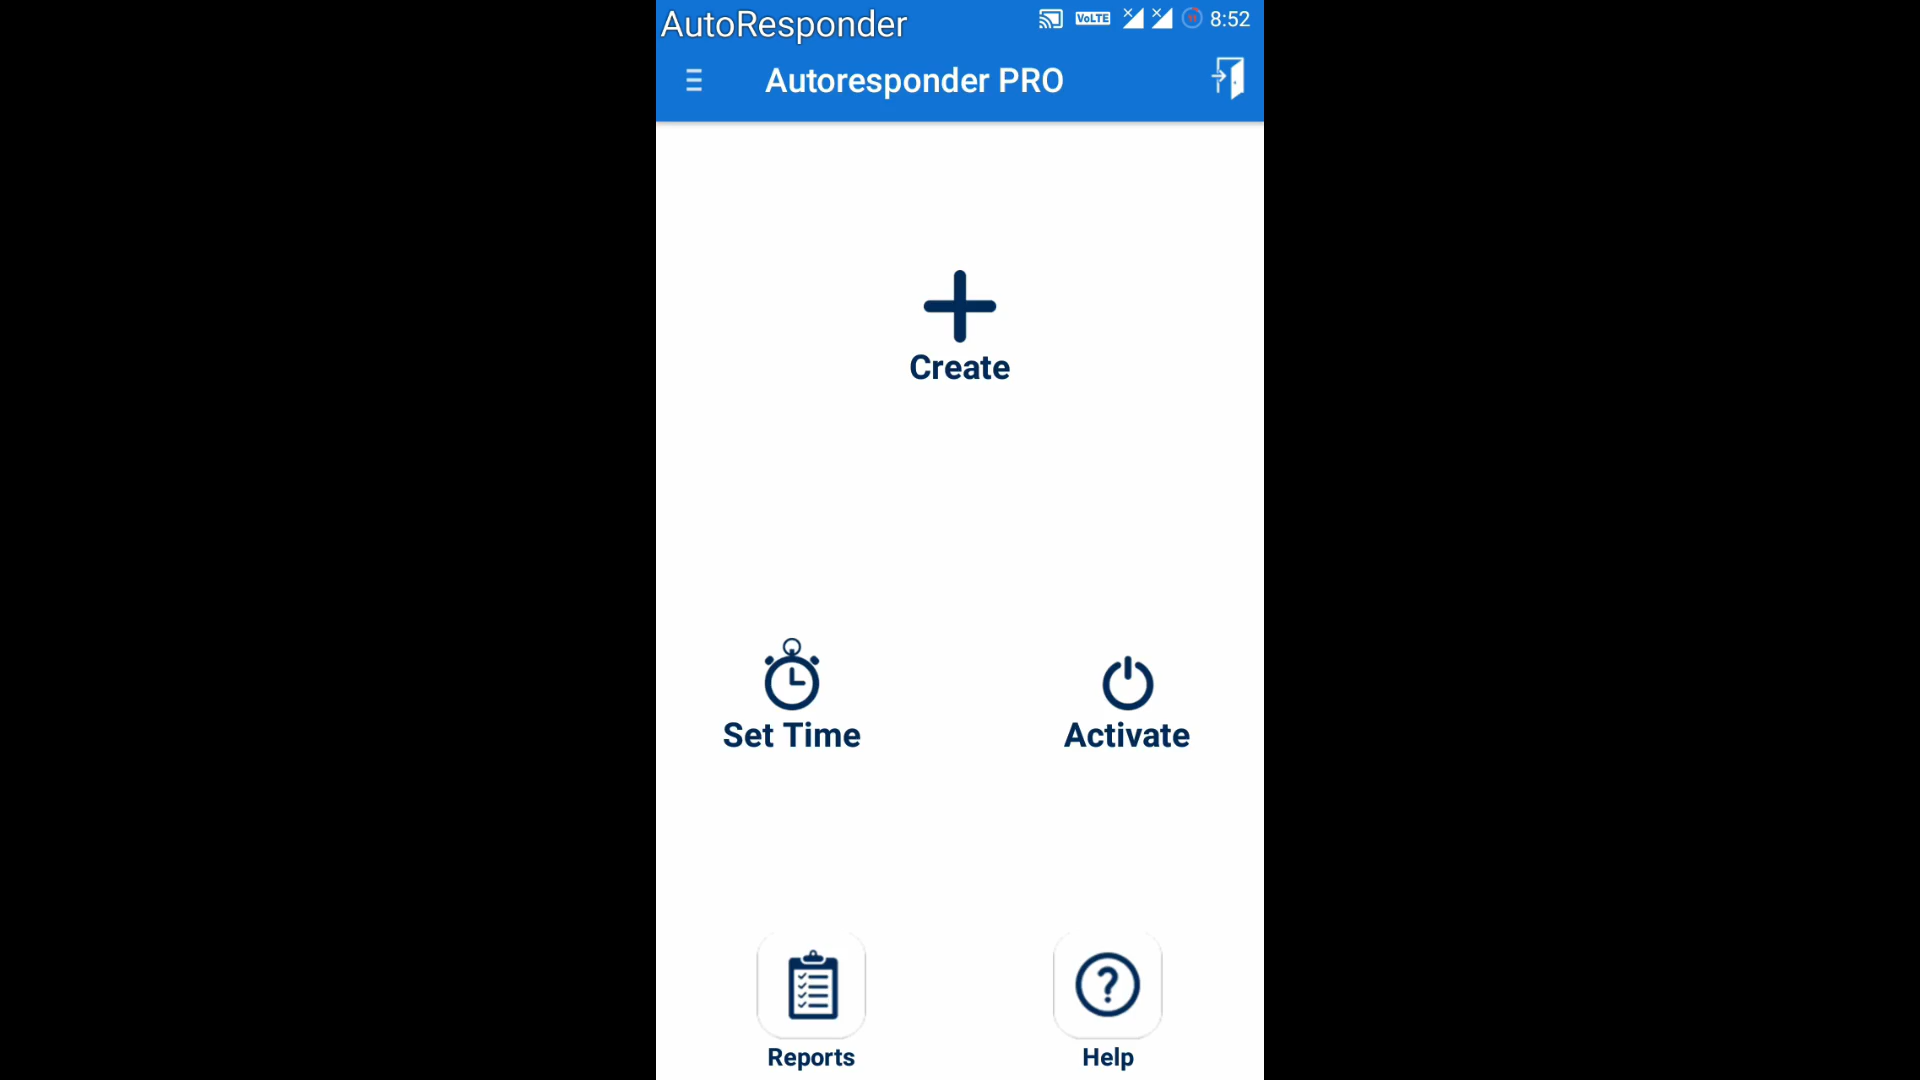 AutoResponder
VoLTE
8:52
Autoresponder PRO
Create
Set Time
Activate
Reports
Help